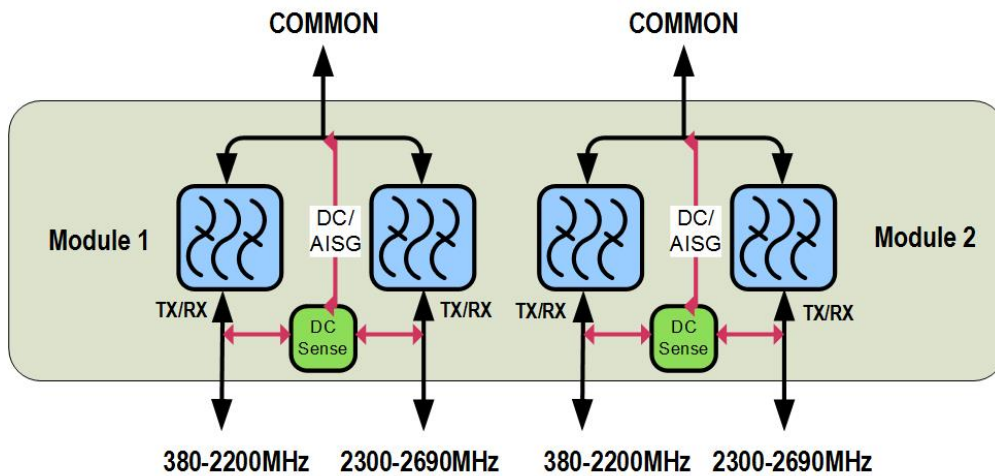 COMMON COMMON
Module 1
DC/
AISG
DC/
AISG
Module 2
TX/RX TX/RX TX/RX TX/RX
DC
Sense
DC
Sense
380-2200MHz 2300-2690MHz 380-2200MHz 2300-2690MHz